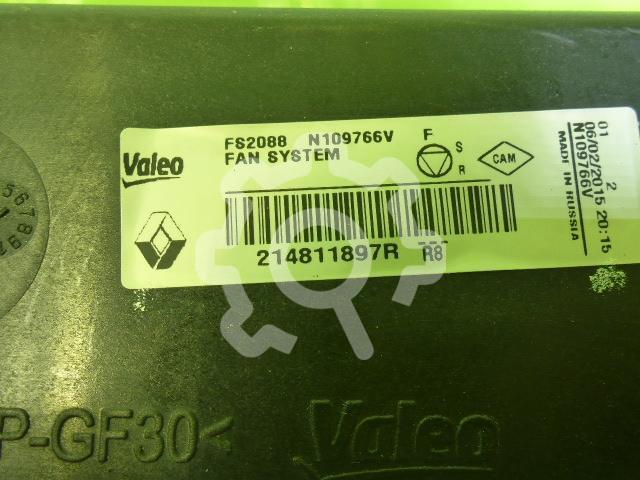 Valeo
FS2088 N109766V
FAN SYSTEM
F
S
R
CAM
214811897R R8
01 2
06/02/2015 20:15
N109766V
MADI IN RUSSIA
P-GF30<
Valeo